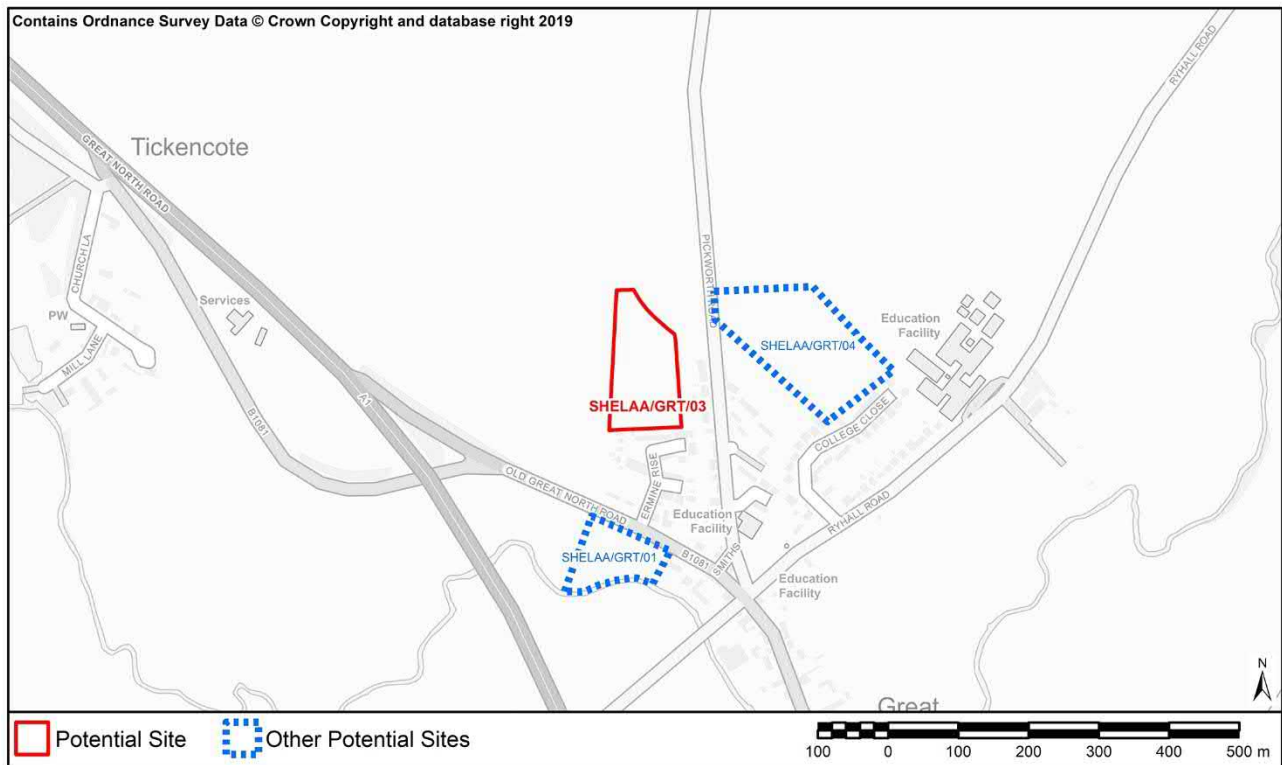 Contains Ordnance Survey Data © Crown Copyright and database right 2019
Tickencote
GREAT NORTH ROAD
RYHALL ROAD
CHURCH LA
PW
MILL LANE
Services
B1081
A1
PICKWORTH ROAD
SHELAA/GRT/03
SHELAA/GRT/04
Education
Facility
COLLEGE CLOSE
OLD GREAT NORTH ROAD
ERMINE RISE
Education
Facility
RYHALL ROAD
SHELAA/GRT/01
B1081
SMITHS
Education
Facility
Great
N
Potential Site
Other Potential Sites
100 0 100 200 300 400 500 m